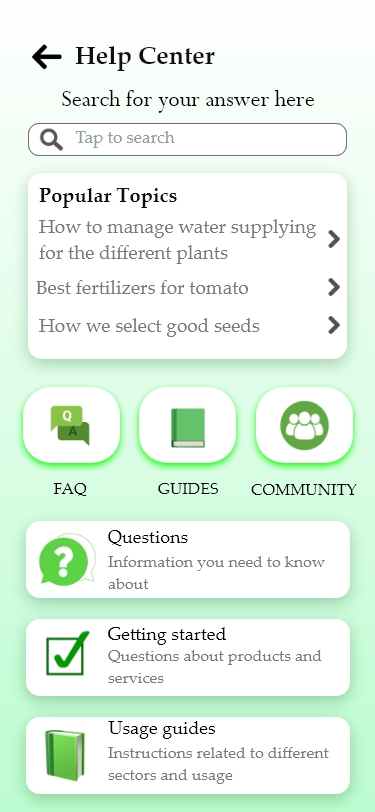 Help Center
Search for your answer here
Tap to search
Popular Topics
How to manage water supplying
for the different plants
Best fertilizers for tomato
How we select good seeds
Q
A
FAQ
GUIDES
COMMUNITY
?
Questions
Information you need to know
about
Getting started
Questions about products and
services
Usage guides
Instructions related to different
sectors and usage